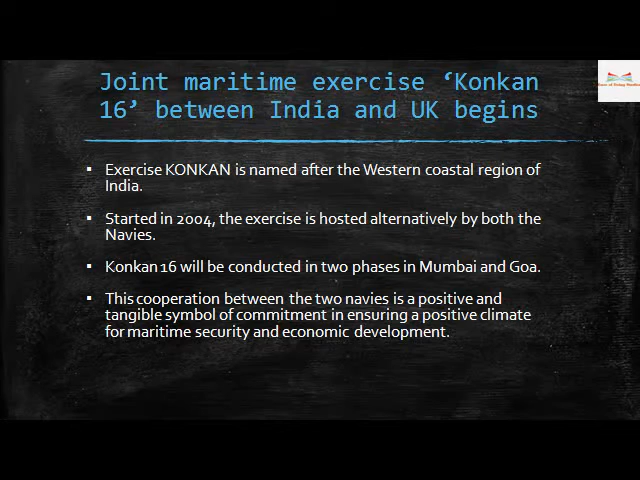 Joint maritime exercise ‘Konkan
16’ between India and UK begins
▪ Exercise KONKAN is named after the Western coastal region of
India.
▪ Started in 2004, the exercise is hosted alternatively by both the
Navies.
▪ Konkan 16 will be conducted in two phases in Mumbai and Goa.
▪ This cooperation between the two navies is a positive and
tangible symbol of commitment in ensuring a positive climate
for maritime security and economic development.